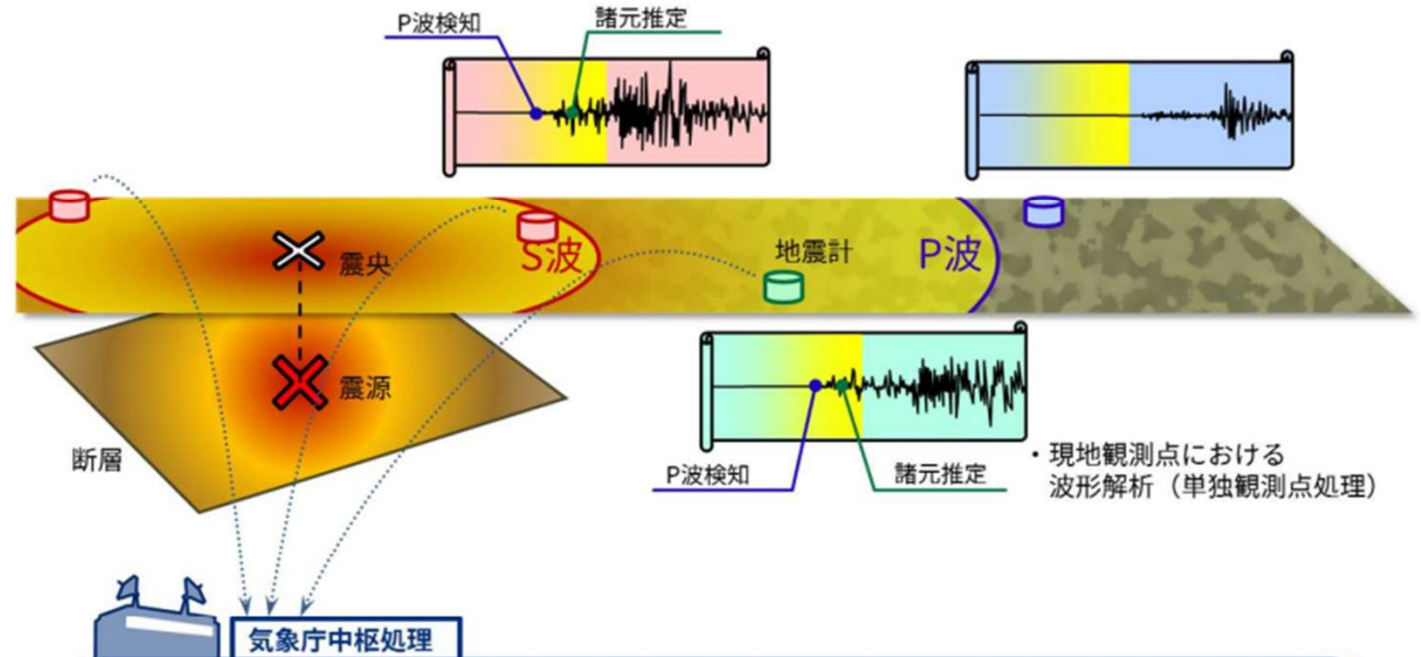 P波検知
諸元推定
震央
S波
地震計
P波
震源
断層
P波検知
諸元推定
・現地観測点における
波形解析（単独観測点処理）
気象庁中枢処理